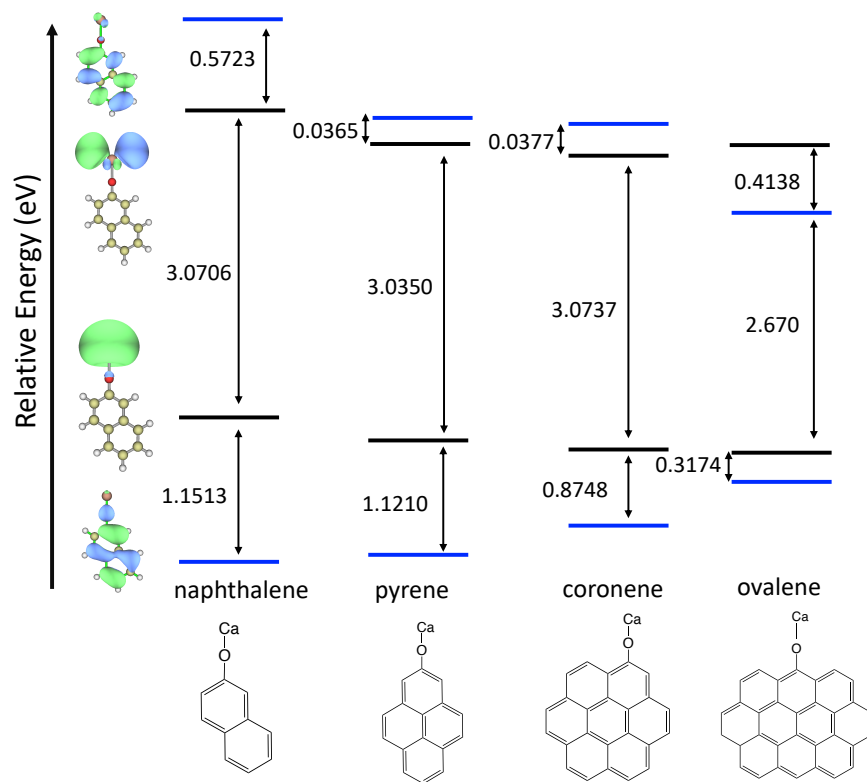 Relative Energy (eV)
0.5723
0.0365
0.0377
0.4138
3.0706
3.0350
3.0737
2.670
1.1513
1.1210
0.8748
0.3174
naphthalene
pyrene
coronene
ovalene
Ca
O
Ca
O
Ca
O
Ca
O